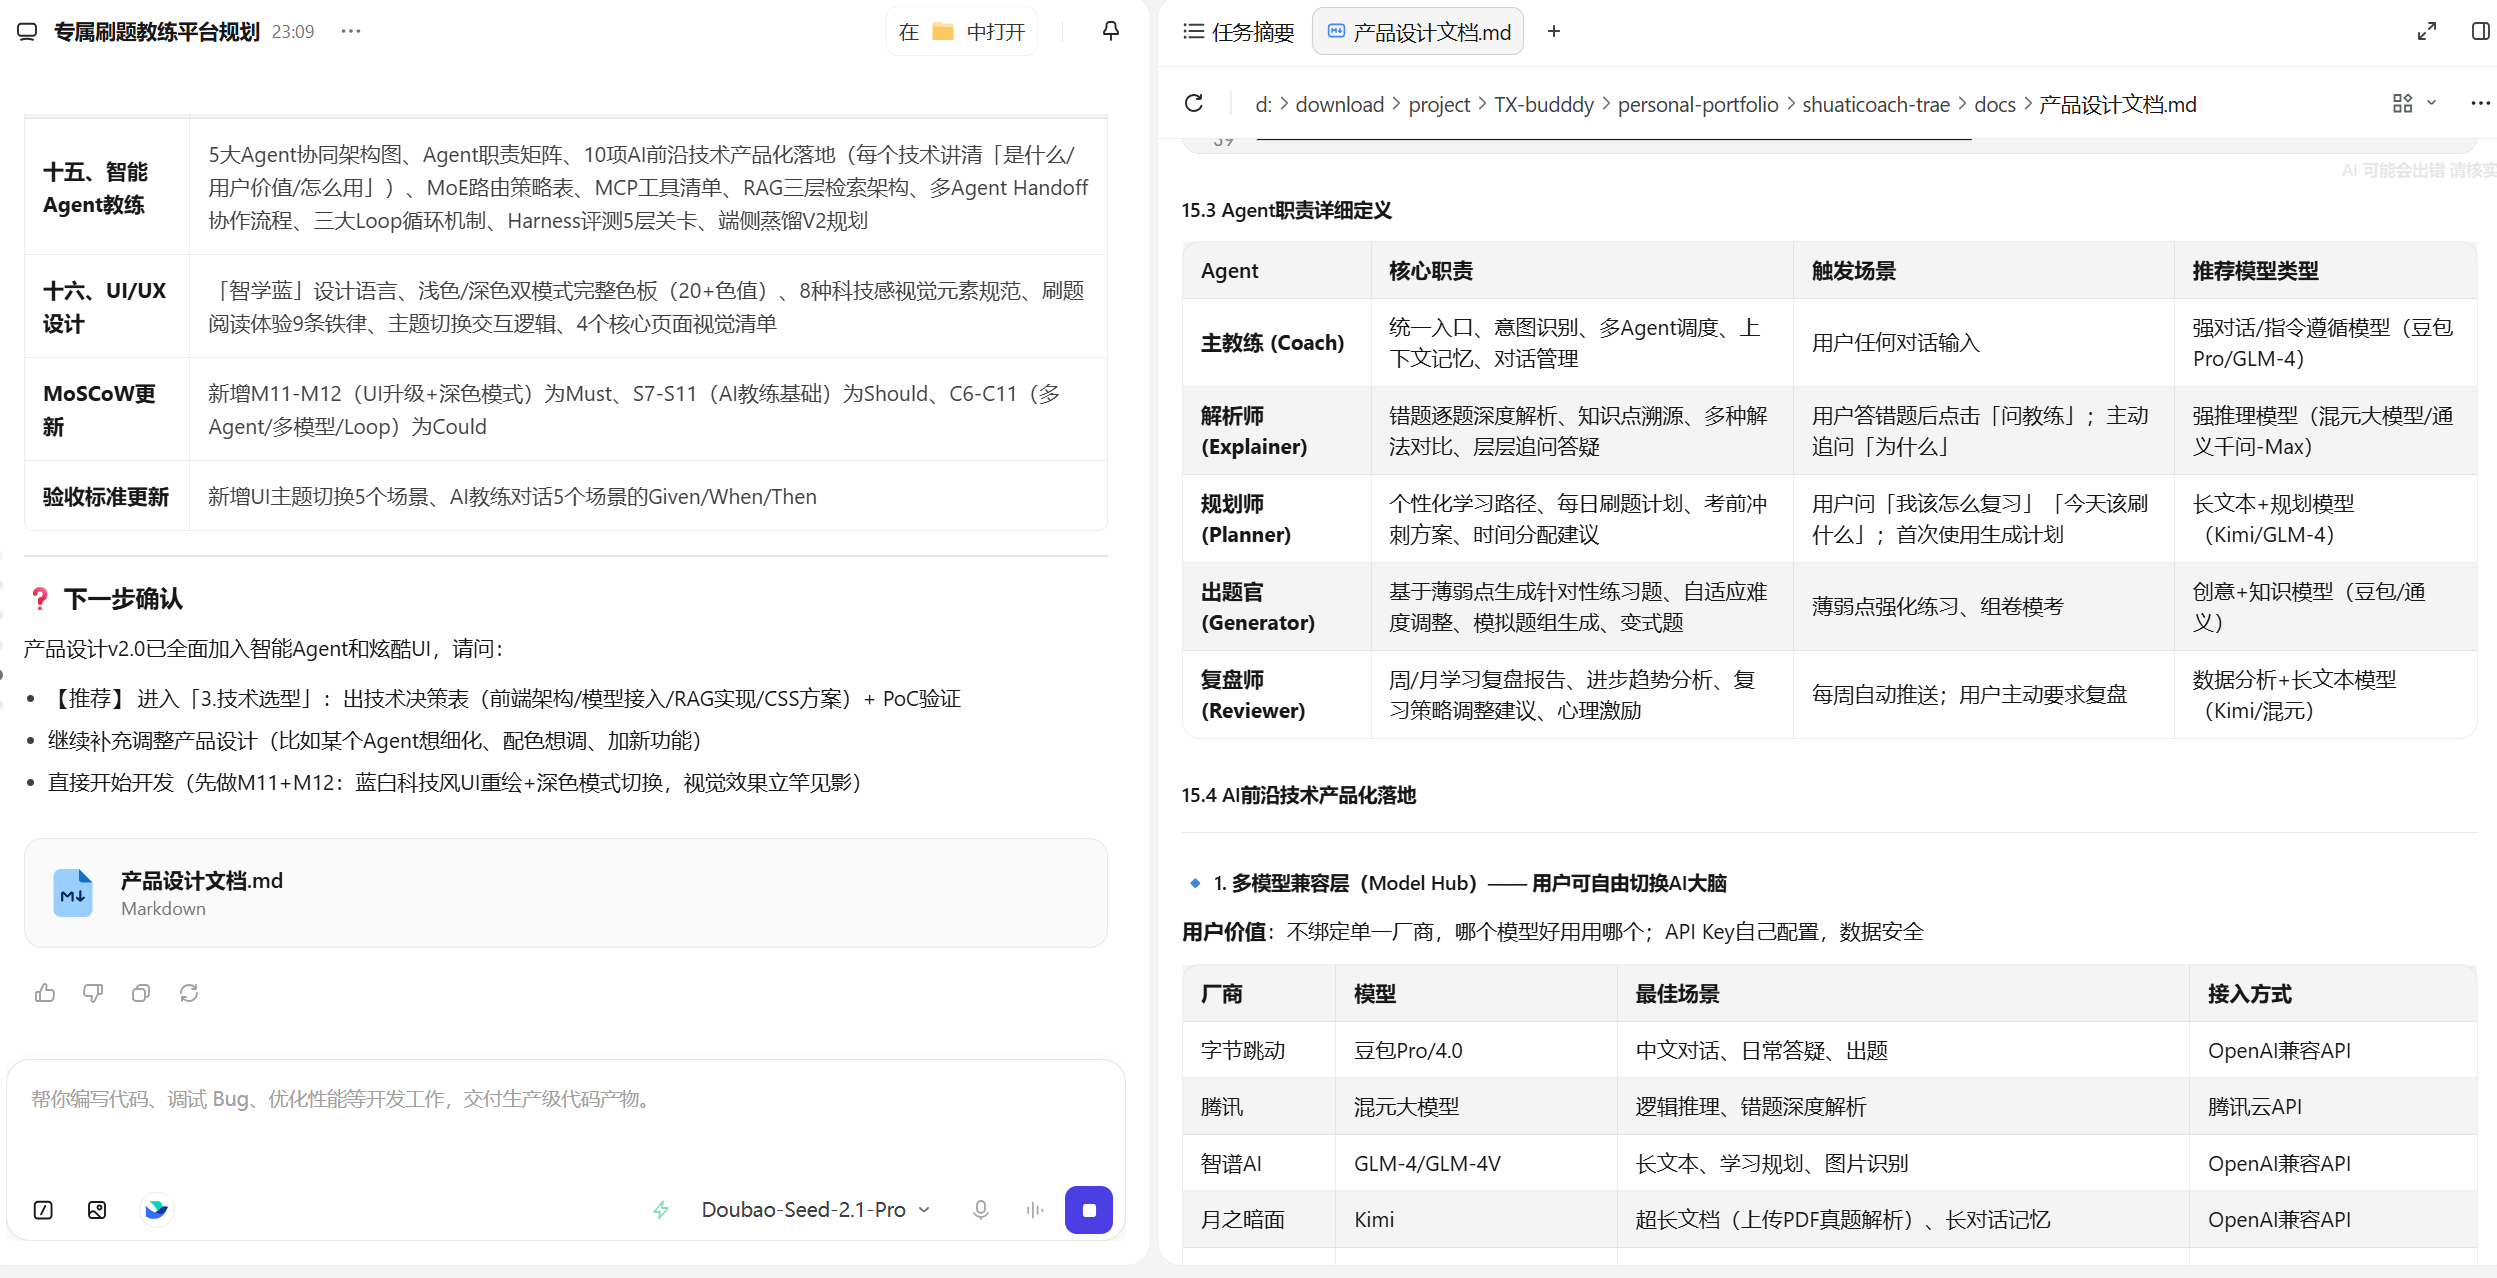 专属刷题教练平台规划 23:09 ···
在 中打开
十五、智能
Agent教练
5大Agent协同架构图、Agent职责矩阵、10项AI前沿技术产品化落地（每个技术讲清「是什么/
用户价值/怎么用」）、MoE路由策略表、MCP工具清单、RAG三层检索架构、多Agent Handoff
协作流程、三大Loop循环机制、Harness评测5层关卡、端侧蒸馏V2规划
十六、UI/UX
设计
「智学蓝」设计语言、浅色/深色双模式完整色板（20+色值）、8种科技感视觉元素规范、刷题
阅读体验9条铁律、主题切换交互逻辑、4个核心页面视觉清单
MoSCoW更
新
新增M11-M12（UI升级+深色模式）为Must、S7-S11（AI教练基础）为Should、C6-C11（多
Agent/多模型/Loop）为Could
验收标准更新
新增UI主题切换5个场景、AI教练对话5个场景的Given/When/Then
❓ 下一步确认
产品设计v2.0已全面加入智能Agent和炫酷UI，请问：
• 【推荐】 进入「3.技术选型」：出技术决策表（前端架构/模型接入/RAG实现/CSS方案）+ PoC验证
• 继续补充调整产品设计（比如某个Agent想细化、配色想调、加新功能）
• 直接开始开发（先做M11+M12：蓝白科技风UI重绘+深色模式切换，视觉效果立竿见影）
M↓
产品设计文档.md
Markdown
帮你编写代码、调试 Bug、优化性能等开发工作，交付生产级代码产物。
Doubao-Seed-2.1-Pro
任务摘要
产品设计文档.md
+
d: > download > project > TX-budddy > personal-portfolio > shuaticoach-trae > docs > 产品设计文档.md
39
AI 可能会出错 请核实
15.3 Agent职责详细定义
Agent
核心职责
触发场景
推荐模型类型
主教练 (Coach)
统一入口、意图识别、多Agent调度、上
下文记忆、对话管理
用户任何对话输入
强对话/指令遵循模型（豆包
Pro/GLM-4）
解析师
(Explainer)
错题逐题深度解析、知识点溯源、多种解
法对比、层层追问答疑
用户答错题后点击「问教练」；主动
追问「为什么」
强推理模型（混元大模型/通
义千问-Max）
规划师
(Planner)
个性化学习路径、每日刷题计划、考前冲
刺方案、时间分配建议
用户问「我该怎么复习」「今天该刷
什么」；首次使用生成计划
长文本+规划模型
（Kimi/GLM-4）
出题官
(Generator)
基于薄弱点生成针对性练习题、自适应难
度调整、模拟题组生成、变式题
薄弱点强化练习、组卷模考
创意+知识模型（豆包/通
义）
复盘师
(Reviewer)
周/月学习复盘报告、进步趋势分析、复
习策略调整建议、心理激励
每周自动推送；用户主动要求复盘
数据分析+长文本模型
（Kimi/混元）
15.4 AI前沿技术产品化落地
🔹 1. 多模型兼容层（Model Hub）—— 用户可自由切换AI大脑
用户价值：不绑定单一厂商，哪个模型好用用哪个；API Key自己配置，数据安全
厂商
模型
最佳场景
接入方式
字节跳动
豆包Pro/4.0
中文对话、日常答疑、出题
OpenAI兼容API
腾讯
混元大模型
逻辑推理、错题深度解析
腾讯云API
智谱AI
GLM-4/GLM-4V
长文本、学习规划、图片识别
OpenAI兼容API
月之暗面
Kimi
超长文档（上传PDF真题解析）、长对话记忆
OpenAI兼容API